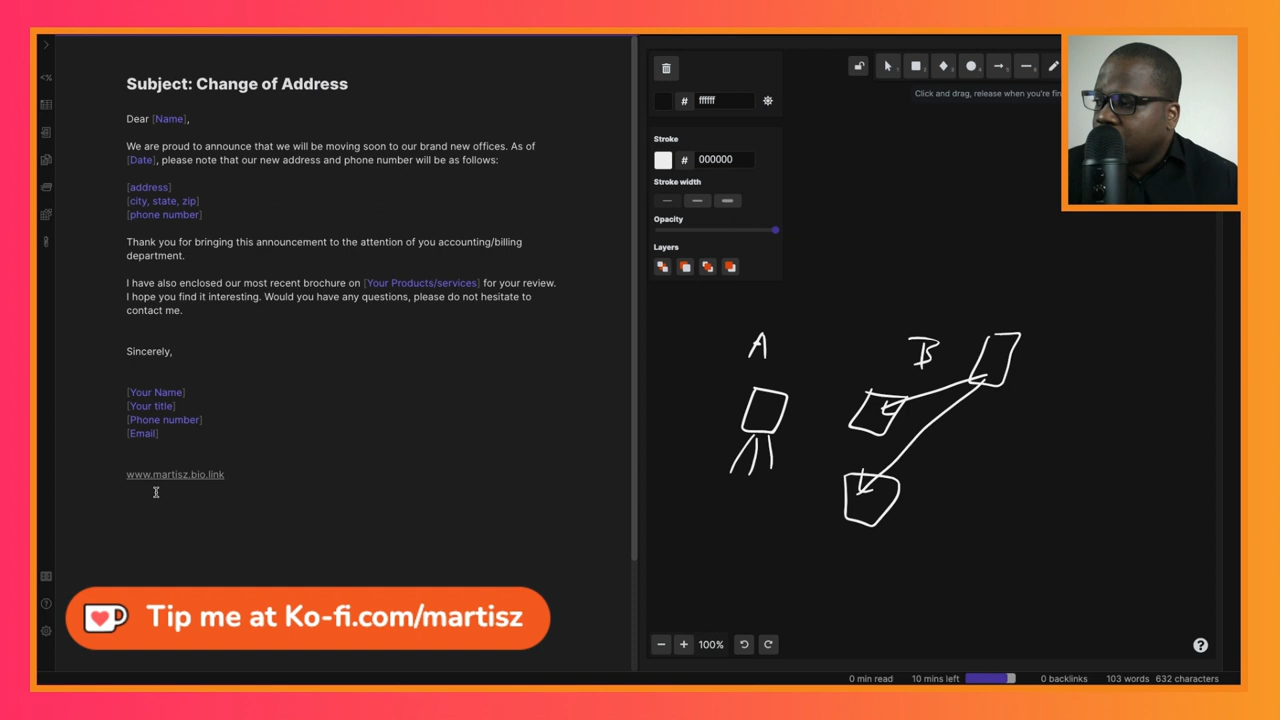 Subject: Change of Address
Dear [Name],
We are proud to announce that we will be moving soon to our brand new offices. As of
[Date], please note that our new address and phone number will be as follows:
[address]
[city, state, zip]
[phone number]
Thank you for bringing this announcement to the attention of you accounting/billing
department.
I have also enclosed our most recent brochure on [Your Products/services] for your review.
I hope you find it interesting. Would you have any questions, please do not hesitate to
contact me.
Sincerely,
[Your Name]
[Your title]
[Phone number]
[Email]
www.martisz.bio.link
Tip me at Ko-fi.com/martisz
Click and drag, release when you're fin
# ffffff
Stroke
# 000000
Stroke width
Opacity
Layers
A
B
100%
?
0 min read
10 mins left
0 backlinks
103 words
632 characters